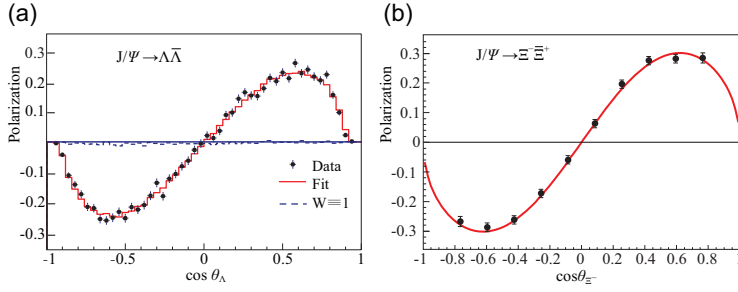 (a)
J/Ψ→ΛΛ̅
Polarization
0.3
0.2
0.1
-0.1
-0.2
-0.3
Data
Fit
W≡1
-1 -0.5 0 0.5 1
cos θ_Λ
(b)
J/Ψ→Ξ⁻Ξ̅⁺
Polarization
0.3
0.2
0.1
0
-0.1
-0.2
-0.3
-1 -0.8 -0.6 -0.4 -0.2 0 0.2 0.4 0.6 0.8 1
cosθ_Ξ⁻